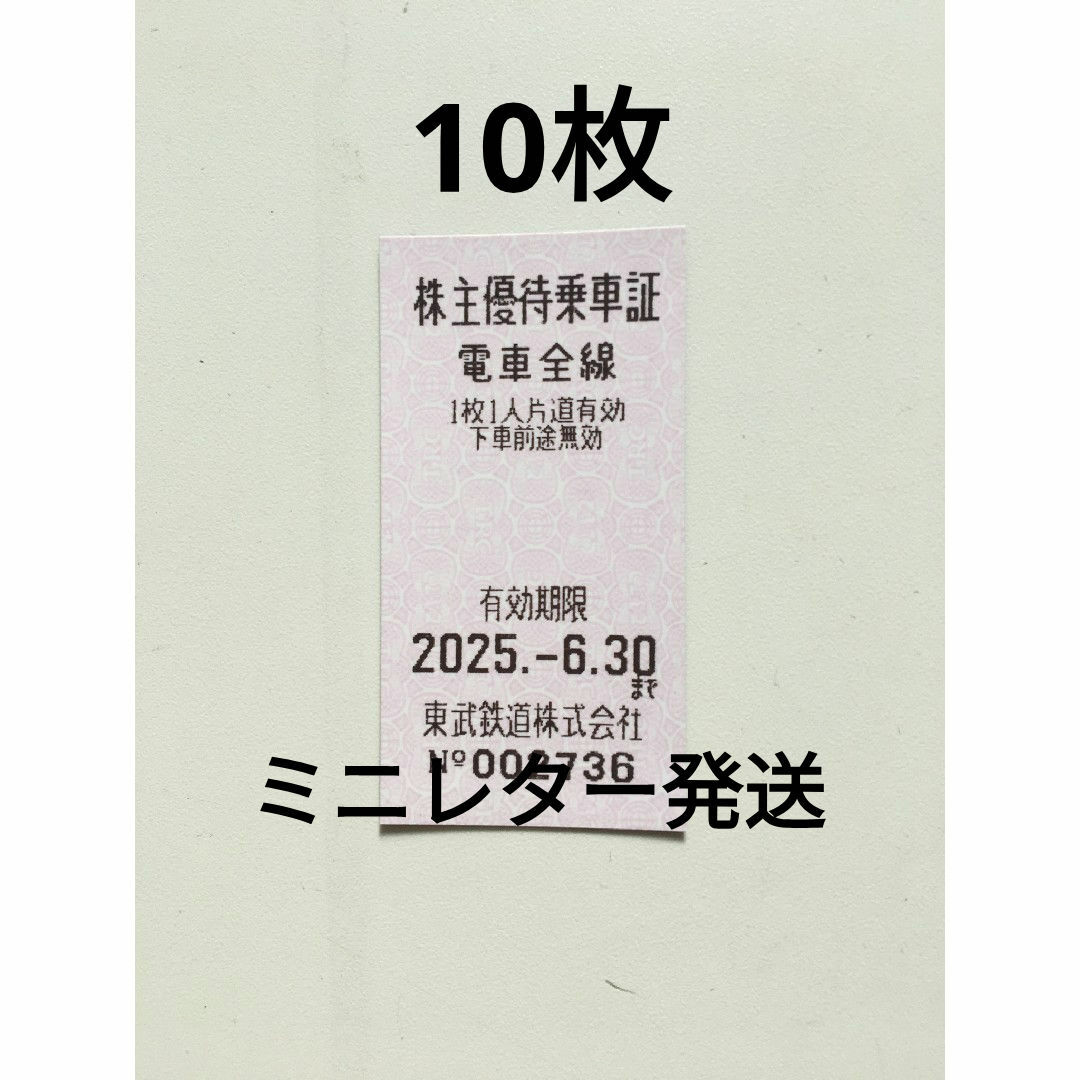 10枚
株主優待乗車証
電車全線
1枚1人片道有効
下車前途無効
有効期限
2025.-6.30
まで
東武鉄道株式会社
Nº002736
ミニレター発送